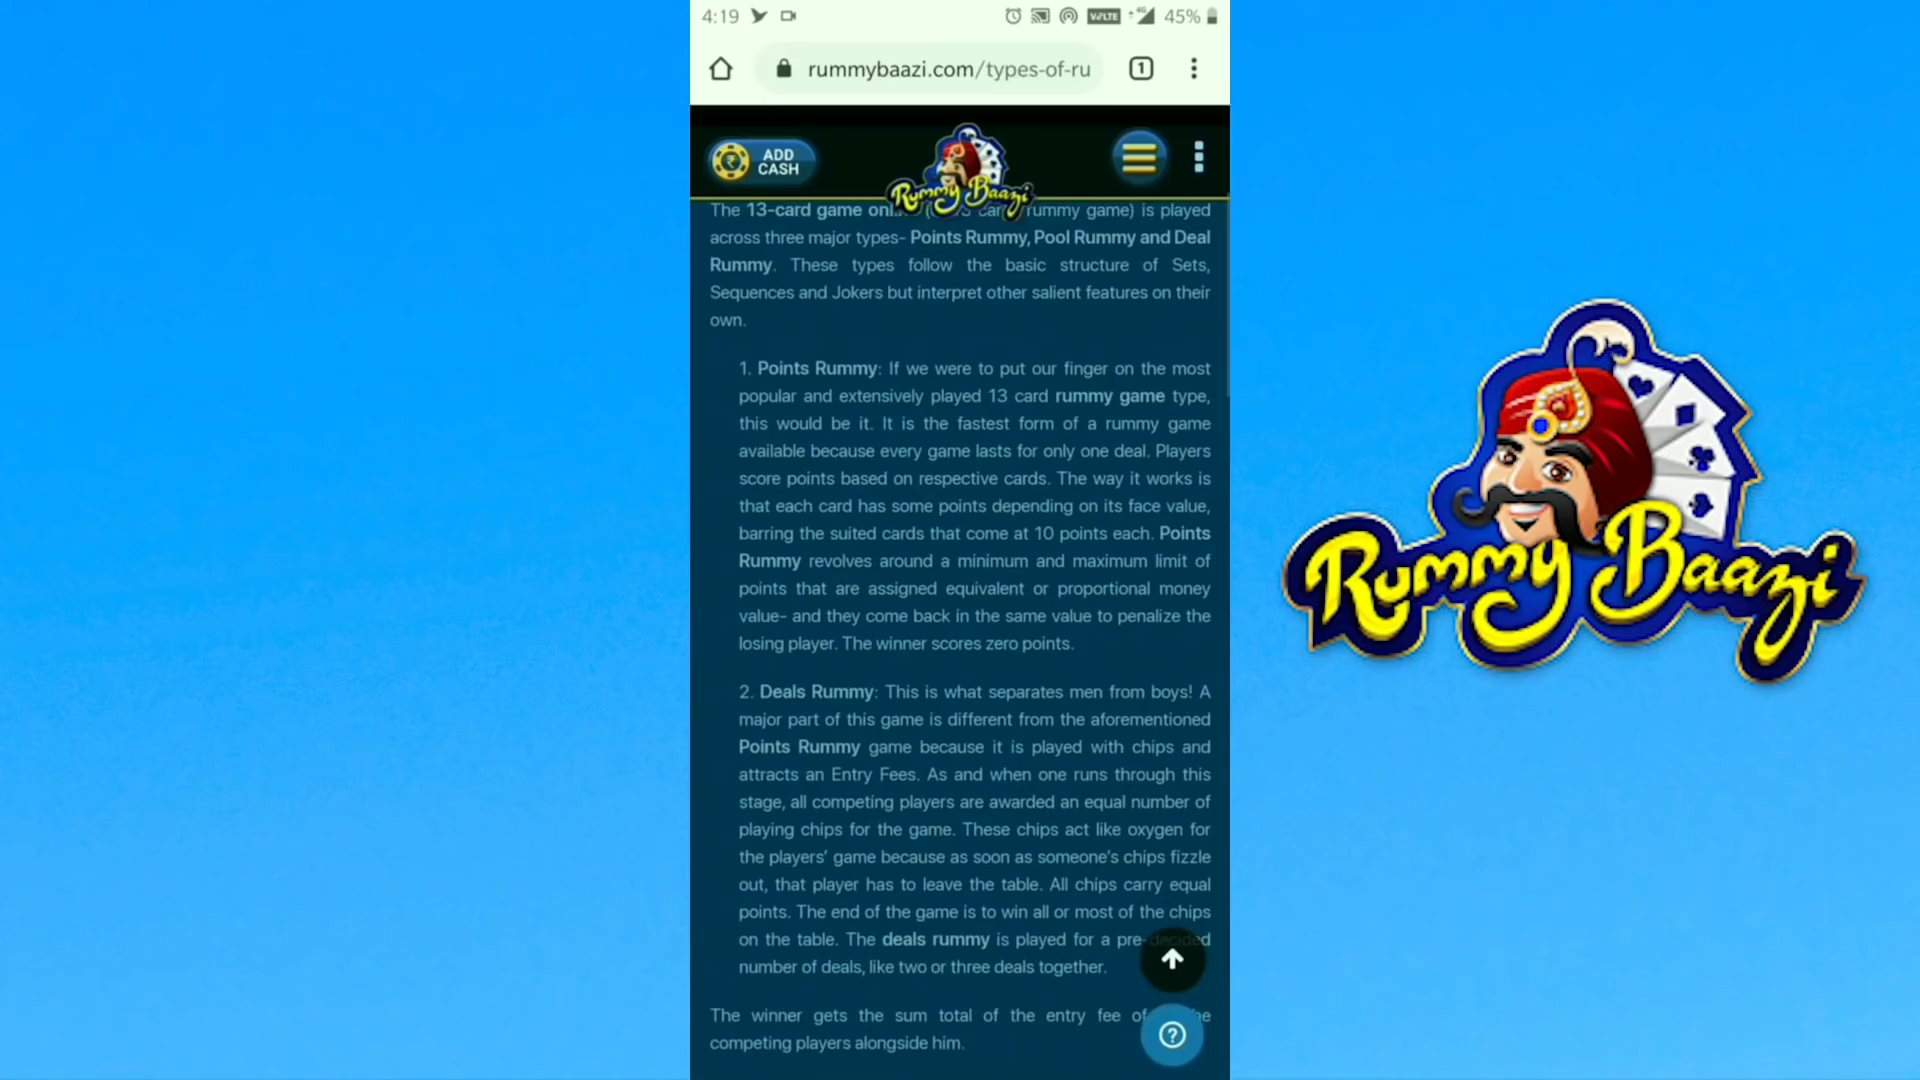 4:19
VoLTE
4G
45%
rummybaazi.com/types-of-ru
1
ADD
CASH
Rummy Baazi
The 13-card game onl rummy game) is played
across three major types- Points Rummy, Pool Rummy and Deal
Rummy. These types follow the basic structure of Sets,
Sequences and Jokers but interpret other salient features on their
own.
1. Points Rummy: If we were to put our finger on the most
popular and extensively played 13 card rummy game type,
this would be it. It is the fastest form of a rummy game
available because every game lasts for only one deal. Players
score points based on respective cards. The way it works is
that each card has some points depending on its face value,
barring the suited cards that come at 10 points each. Points
Rummy revolves around a minimum and maximum limit of
points that are assigned equivalent or proportional money
value- and they come back in the same value to penalize the
losing player. The winner scores zero points.
2. Deals Rummy: This is what separates men from boys! A
major part of this game is different from the aforementioned
Points Rummy game because it is played with chips and
attracts an Entry Fees. As and when one runs through this
stage, all competing players are awarded an equal number of
playing chips for the game. These chips act like oxygen for
the players' game because as soon as someone's chips fizzle
out, that player has to leave the table. All chips carry equal
points. The end of the game is to win all or most of the chips
on the table. The deals rummy is played for a pre-decided
number of deals, like two or three deals together.
The winner gets the sum total of the entry fee of
competing players alongside him.
Rummy Baazi